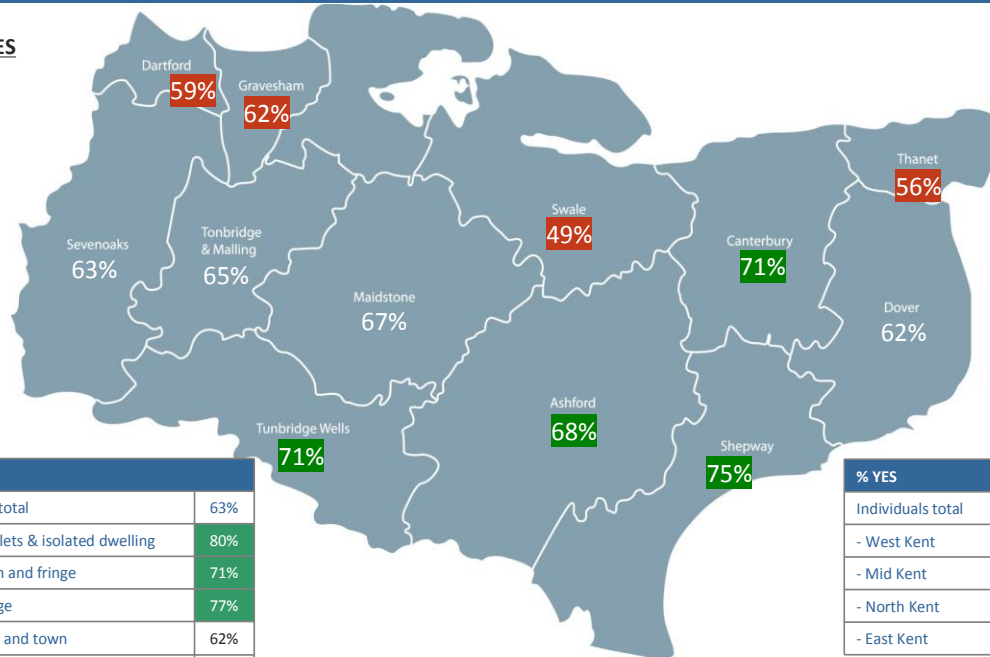 ES
Dartford
59%
Gravesham
62%
Thanet
56%
Swale
49%
Sevenoaks
63%
Tonbridge
& Malling
65%
Canterbury
71%
Maidstone
67%
Dover
62%
Ashford
68%
Tunbridge Wells
71%
Shepway
75%
total 63%
lets & isolated dwelling 80%
n and fringe 71%
ge 77%
and town 62%
% YES
Individuals total
- West Kent
- Mid Kent
- North Kent
- East Kent